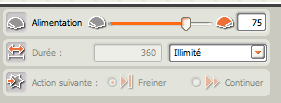 Alimentation 75
Durée : 360 Illimité
Action suivante : Freiner Continuer